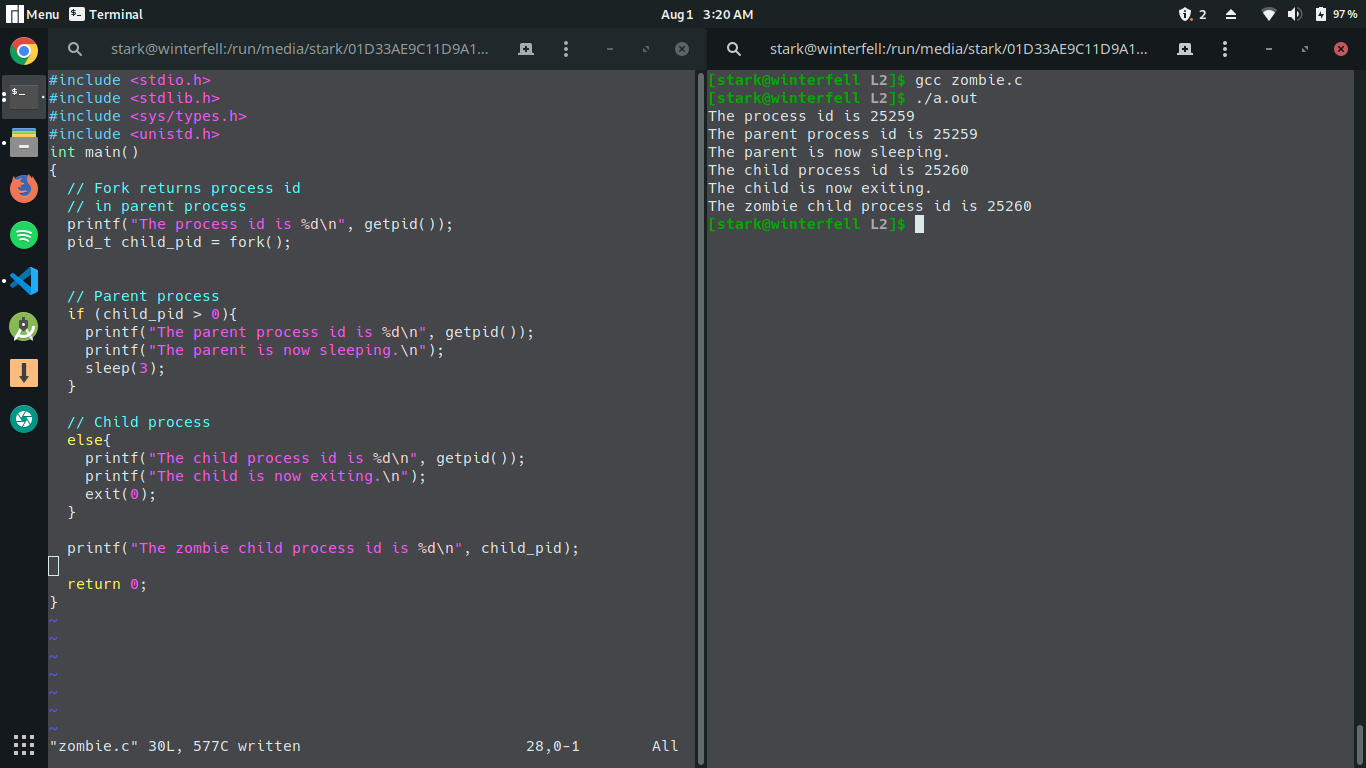 Menu Terminal Aug 1 3:20 AM 2 97%
stark@winterfell:/run/media/stark/01D33AE9C11D9A1...
#include <stdio.h>
#include <stdlib.h>
#include <sys/types.h>
#include <unistd.h>
int main()
{
  // Fork returns process id
  // in parent process
  printf("The process id is %d\n", getpid());
  pid_t child_pid = fork();
  // Parent process
  if (child_pid > 0){
    printf("The parent process id is %d\n", getpid());
    printf("The parent is now sleeping.\n");
    sleep(3);
  }
  // Child process
  else{
    printf("The child process id is %d\n", getpid());
    printf("The child is now exiting.\n");
    exit(0);
  }
  printf("The zombie child process id is %d\n", child_pid);
  return 0;
}
~
~
~
~
~
~
~
"zombie.c" 30L, 577C written 28,0-1 All
stark@winterfell:/run/media/stark/01D33AE9C11D9A1...
[stark@winterfell L2]$ gcc zombie.c
[stark@winterfell L2]$ ./a.out
The process id is 25259
The parent process id is 25259
The parent is now sleeping.
The child process id is 25260
The child is now exiting.
The zombie child process id is 25260
[stark@winterfell L2]$